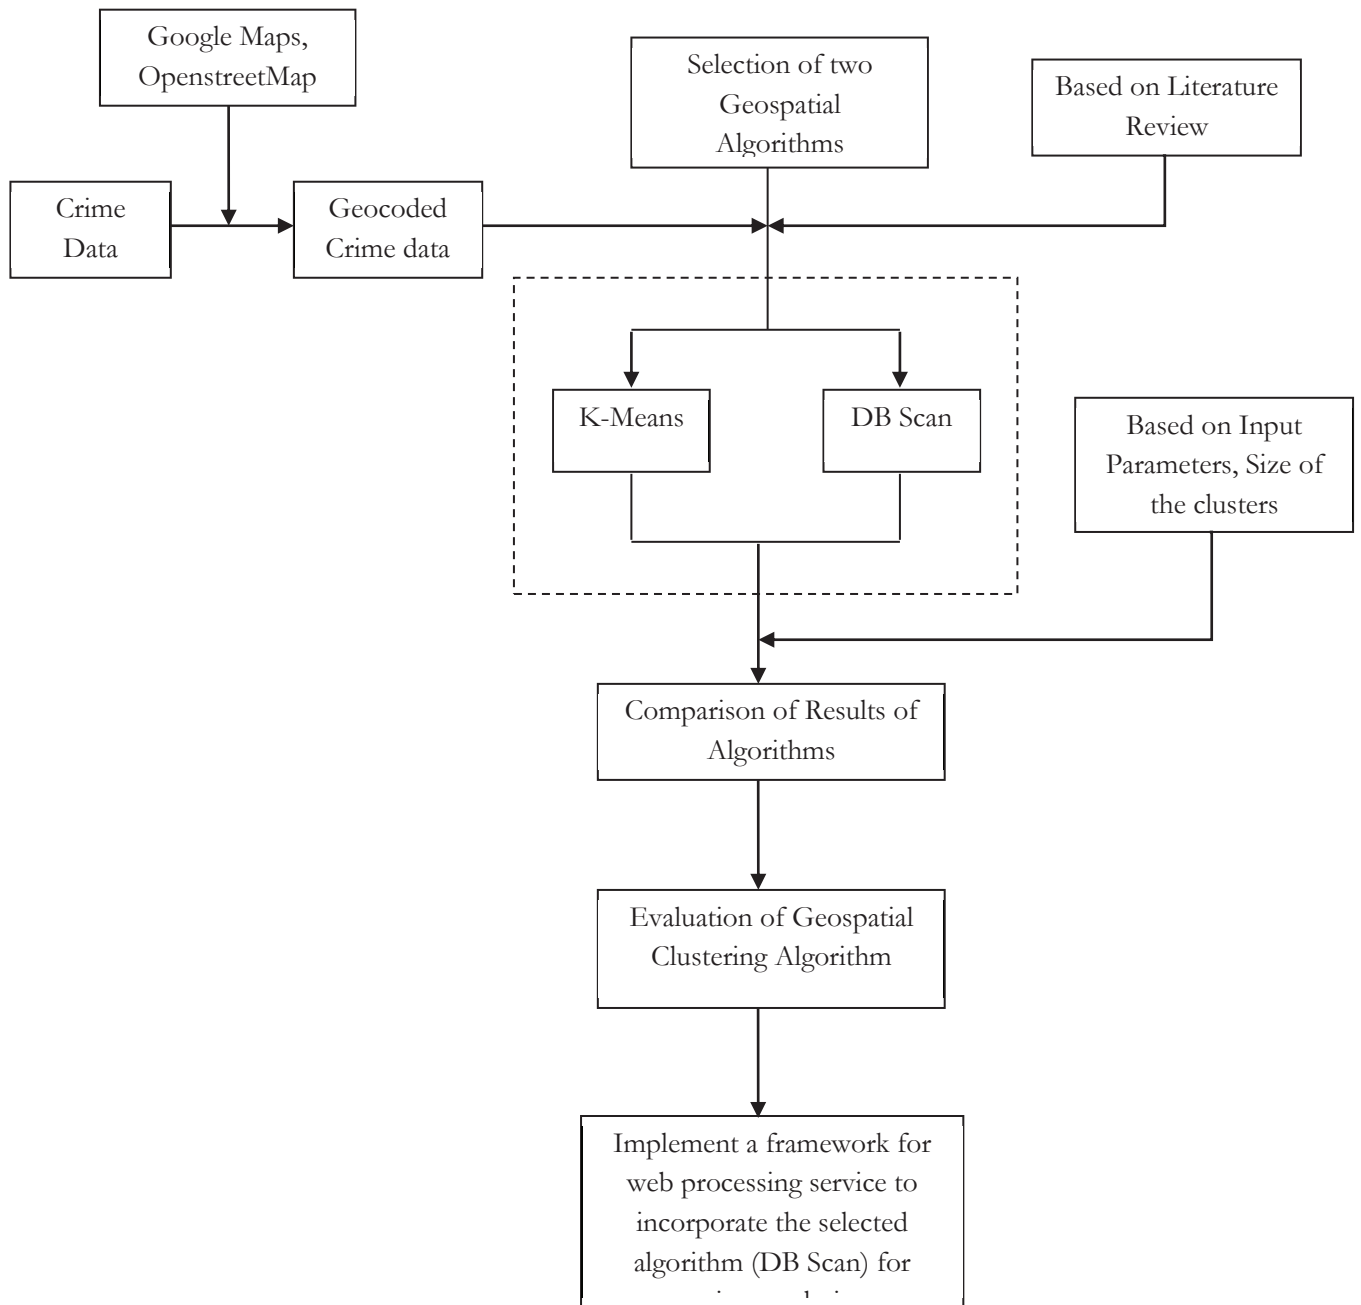 Google Maps,
OpenstreetMap
Selection of two
Geospatial
Algorithms
Based on Literature
Review
Crime
Data
Geocoded
Crime data
K-Means
DB Scan
Based on Input
Parameters, Size of
the clusters
Comparison of Results of
Algorithms
Evaluation of Geospatial
Clustering Algorithm
Implement a framework for
web processing service to
incorporate the selected
algorithm (DB Scan) for